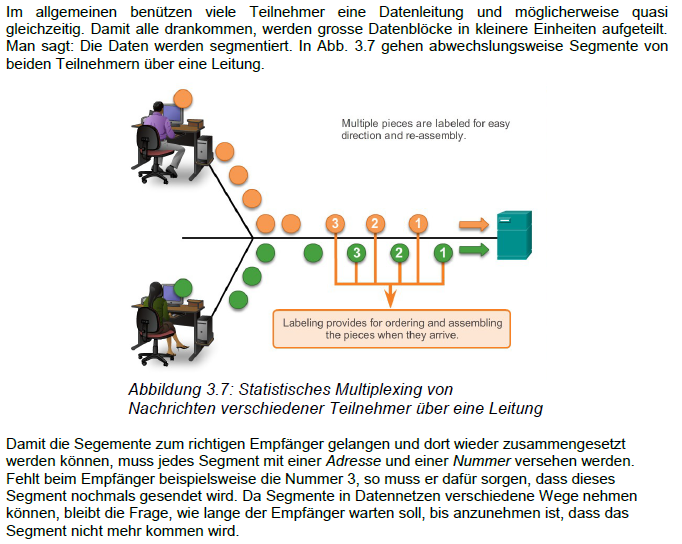 Im allgemeinen benützen viele Teilnehmer eine Datenleitung und möglicherweise quasi
gleichzeitig. Damit alle drankommen, werden grosse Datenblöcke in kleinere Einheiten aufgeteilt.
Man sagt: Die Daten werden segmentiert. In Abb. 3.7 gehen abwechslungsweise Segmente von
beiden Teilnehmern über eine Leitung.
Multiple pieces are labeled for easy
direction and re-assembly.
3 2 1
3 2 1
Labeling provides for ordering and assembling
the pieces when they arrive.
Abbildung 3.7: Statistisches Multiplexing von
Nachrichten verschiedener Teilnehmer über eine Leitung
Damit die Segemente zum richtigen Empfänger gelangen und dort wieder zusammengesetzt
werden können, muss jedes Segment mit einer Adresse und einer Nummer versehen werden.
Fehlt beim Empfänger beispielsweise die Nummer 3, so muss er dafür sorgen, dass dieses
Segment nochmals gesendet wird. Da Segmente in Datennetzen verschiedene Wege nehmen
können, bleibt die Frage, wie lange der Empfänger warten soll, bis anzunehmen ist, dass das
Segment nicht mehr kommen wird.